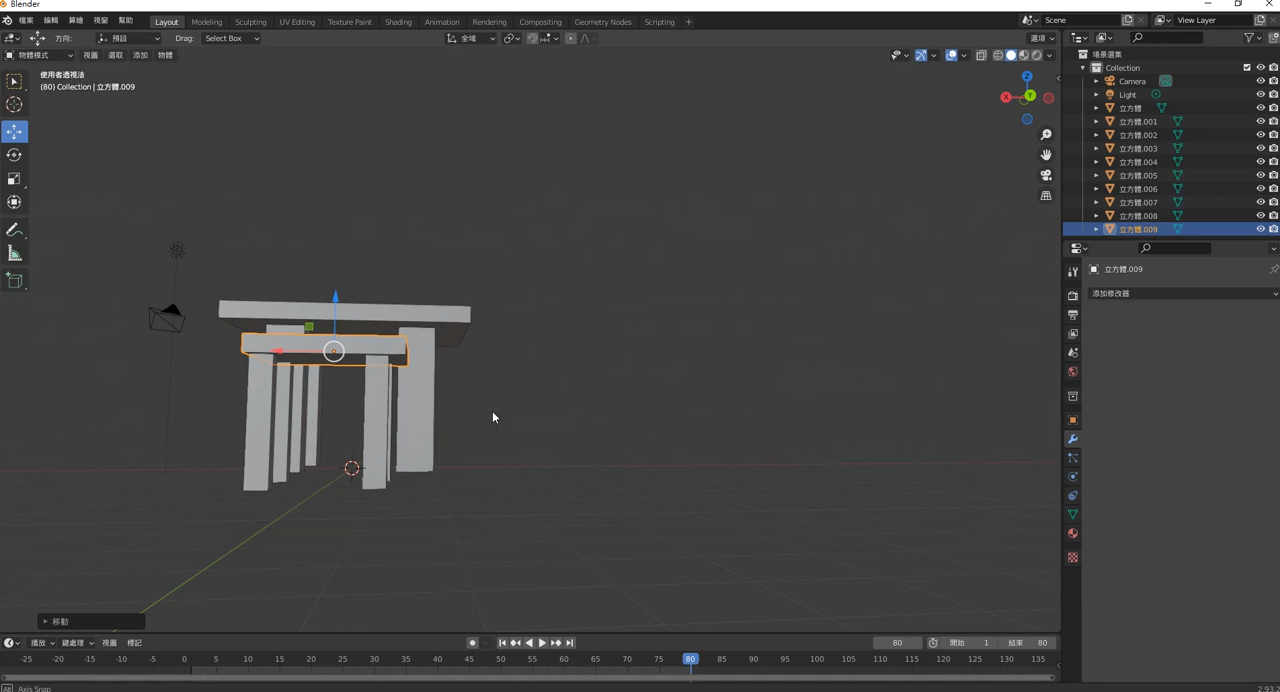 Blender
檔案 編輯 算繪 視窗 幫助 Layout Modeling Sculpting UV Editing Texture Paint Shading Animation Rendering Compositing Geometry Nodes Scripting + Scene View Layer
方向: 預設 Drag: Select Box 全域 選項
物體模式 視圖 選取 添加 物體
使用者透視法
(80) Collection | 立方體.009
X Y Z
場景選集
Collection
Camera
Light
立方體
立方體.001
立方體.002
立方體.003
立方體.004
立方體.005
立方體.006
立方體.007
立方體.008
立方體.009
立方體.009
添加修改器
移動
播放 鍵處理 視圖 標記 80 開始 1 結束 80
-25 -20 -15 -10 -5 0 5 10 15 20 25 30 35 40 45 50 55 60 65 70 75 80 85 90 95 100 105 110 115 120 125 130 135
Alt Axis Snap 2.93.